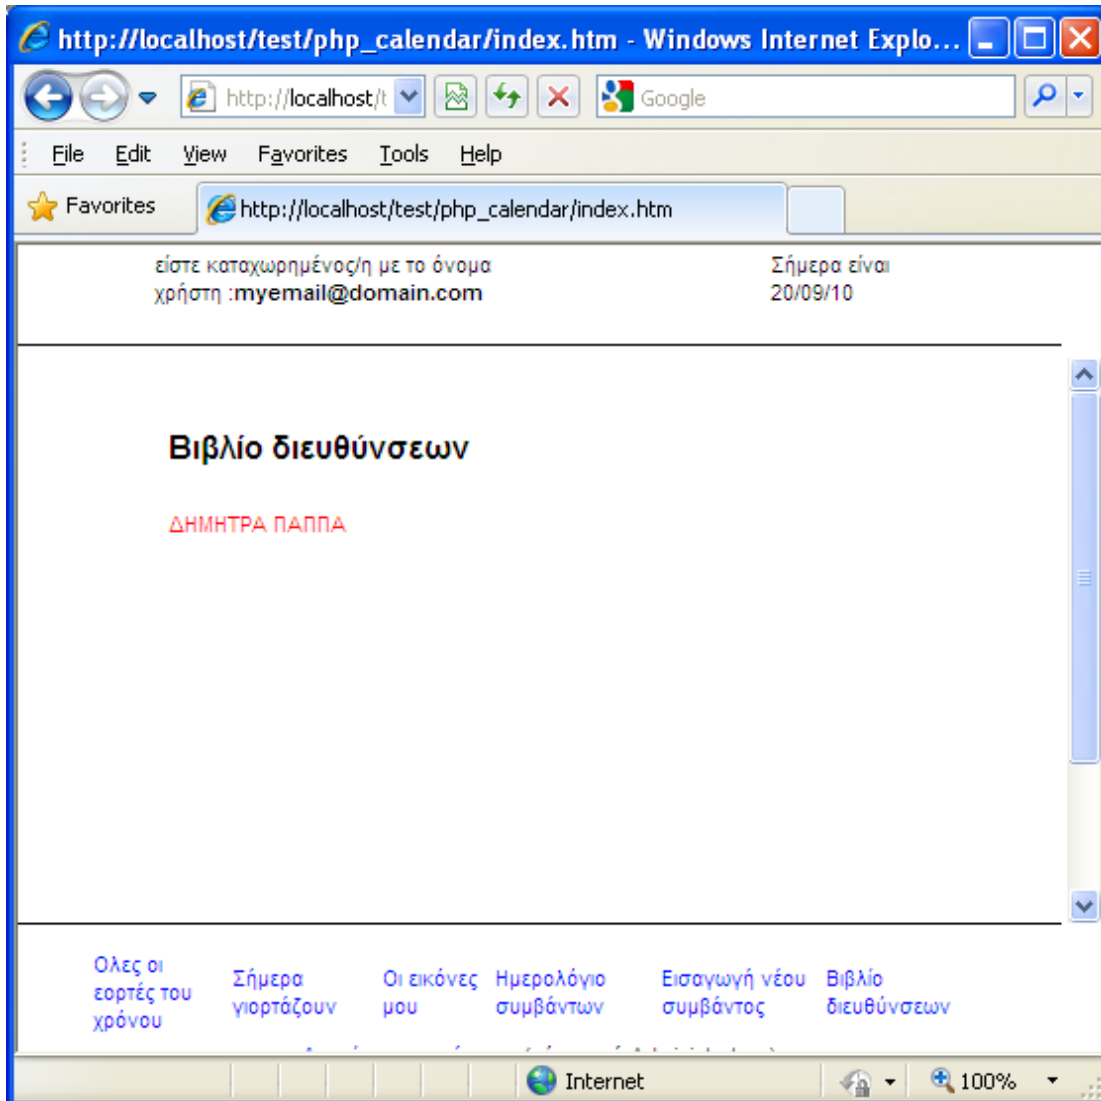 http://localhost/test/php_calendar/index.htm - Windows Internet Explo...
http://localhost/t
Google
File Edit View Favorites Tools Help
Favorites
http://localhost/test/php_calendar/index.htm
είστε καταχωρημένος/η με το όνομα
χρήστη :myemail@domain.com
Σήμερα είναι
20/09/10
Βιβλίο διευθύνσεων
ΔΗΜΗΤΡΑ ΠΑΠΠΑ
Ολες οι
εορτές του
χρόνου
Σήμερα
γιορτάζουν
Οι εικόνες
μου
Ημερολόγιο
συμβάντων
Εισαγωγή νέου
συμβάντος
Βιβλίο
διευθύνσεων
Internet
100%